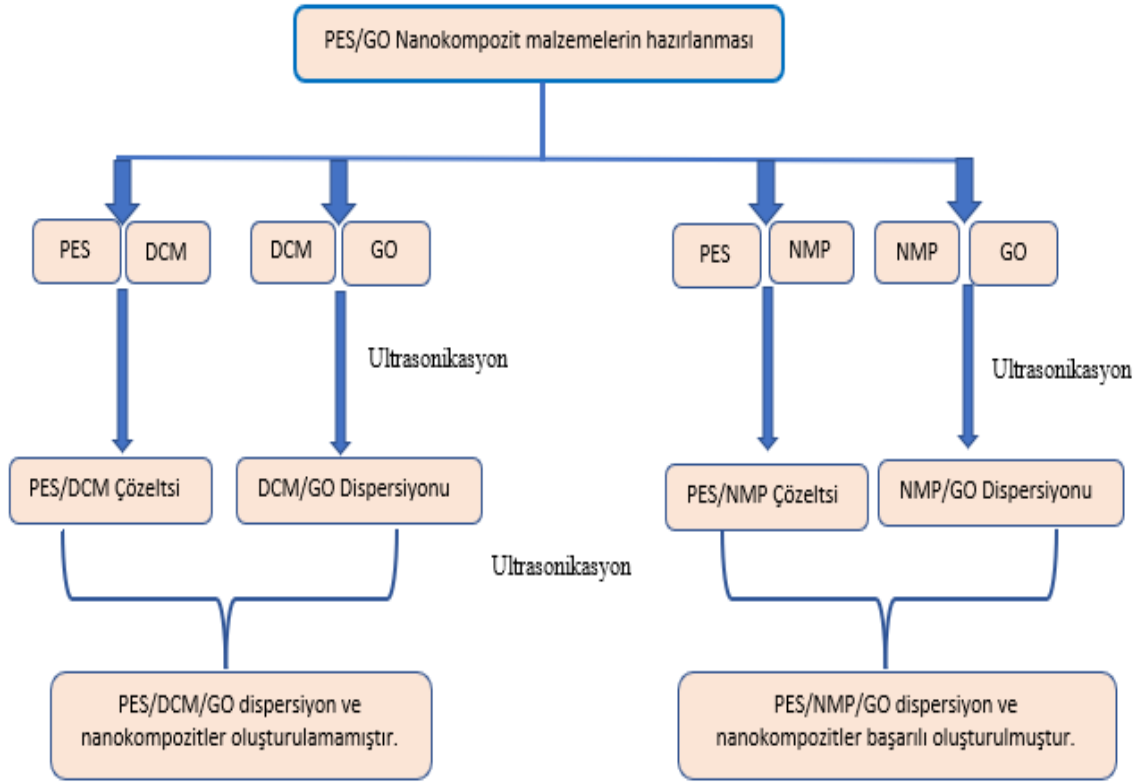 PES/GO Nanokompozit malzemelerin hazırlanması
PES
DCM
DCM
GO
PES
NMP
NMP
GO
Ultrasonikasyon
Ultrasonikasyon
PES/DCM Çözeltsi
DCM/GO Dispersiyonu
PES/NMP Çözeltsi
NMP/GO Dispersiyonu
Ultrasonikasyon
PES/DCM/GO dispersiyon ve
nanokompozitler oluşturulamamıştır.
PES/NMP/GO dispersiyon ve
nanokompozitler başarılı oluşturulmuştur.